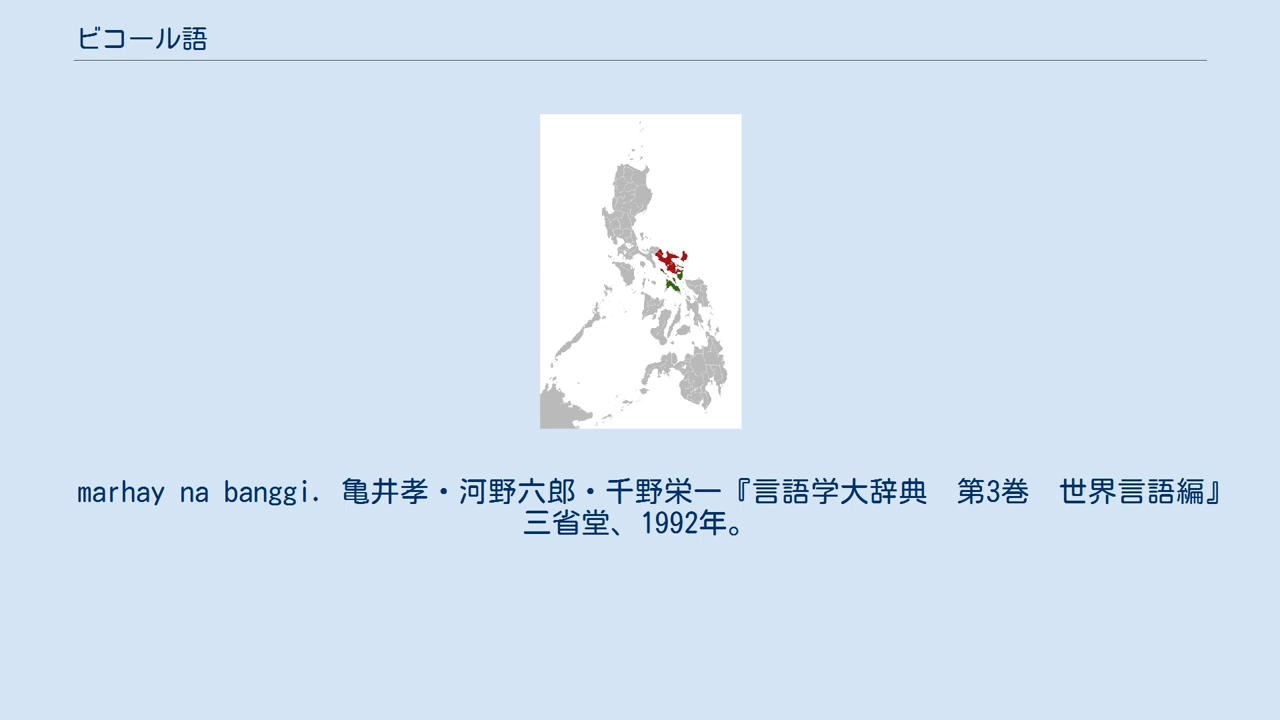 ビコール語
marhay na banggi. 亀井孝・河野六郎・千野栄一『言語学大辞典　第3巻　世界言語編』
三省堂、1992年。